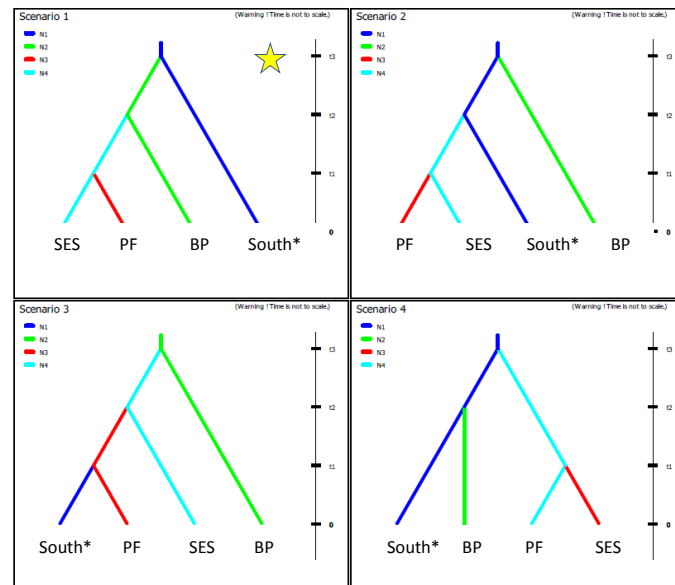 Scenario 1
(Warning ! Time is not to scale.)
N1
N2
N3
N4
t3
t2
t1
0
SES PF BP South*
Scenario 2
(Warning ! Time is not to scale.)
N1
N2
N3
N4
t3
t2
t1
0
PF SES South* BP
Scenario 3
(Warning ! Time is not to scale.)
N1
N2
N3
N4
t3
t2
t1
0
South* PF SES BP
Scenario 4
(Warning ! Time is not to scale.)
N1
N2
N3
N4
t3
t2
t1
0
South* BP PF SES